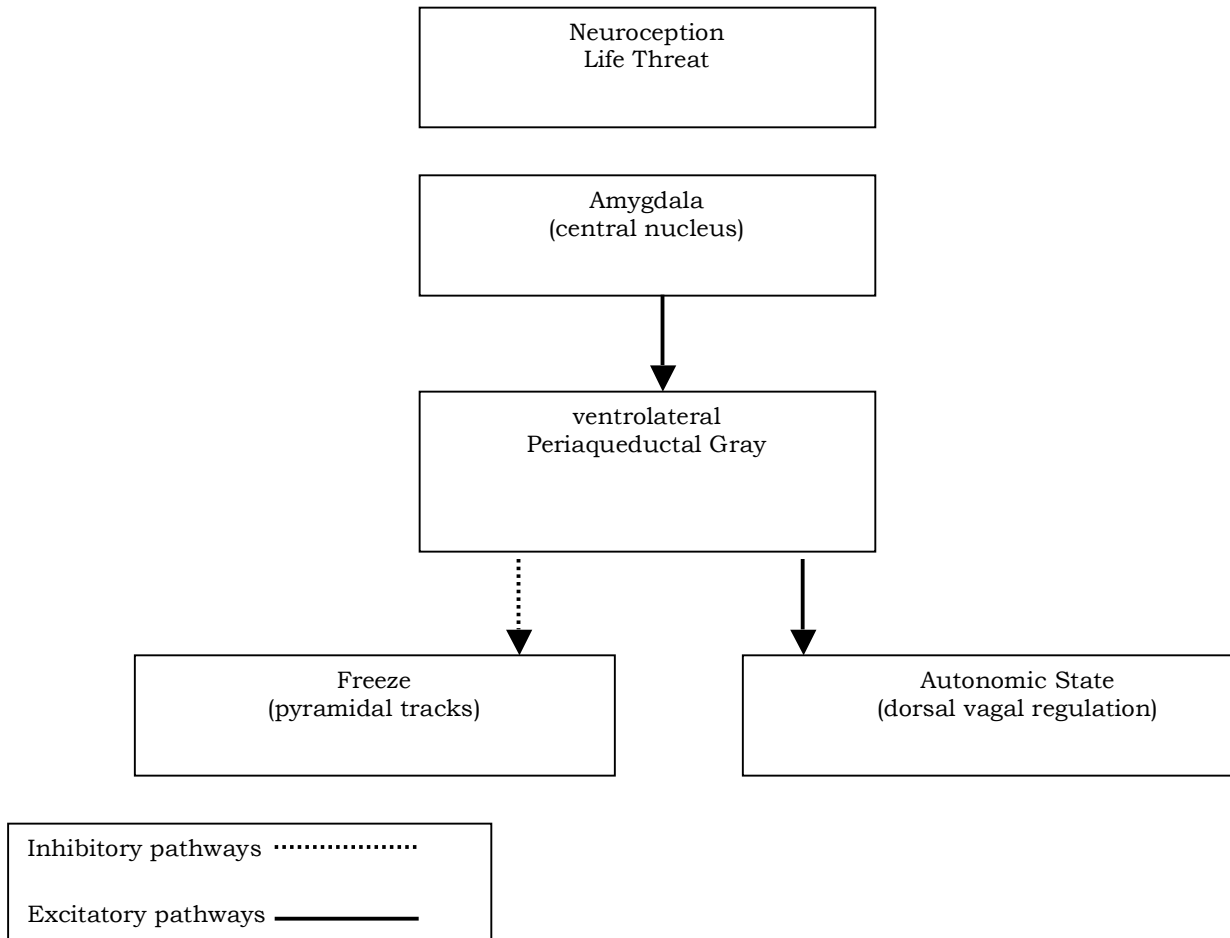 Neuroception
Life Threat
Amygdala
(central nucleus)
ventrolateral
Periaqueductal Gray
Freeze
(pyramidal tracks)
Autonomic State
(dorsal vagal regulation)
Inhibitory pathways
Excitatory pathways